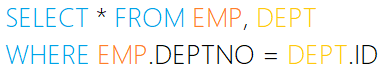 SELECT * FROM EMP, DEPT
WHERE EMP.DEPTNO = DEPT.ID